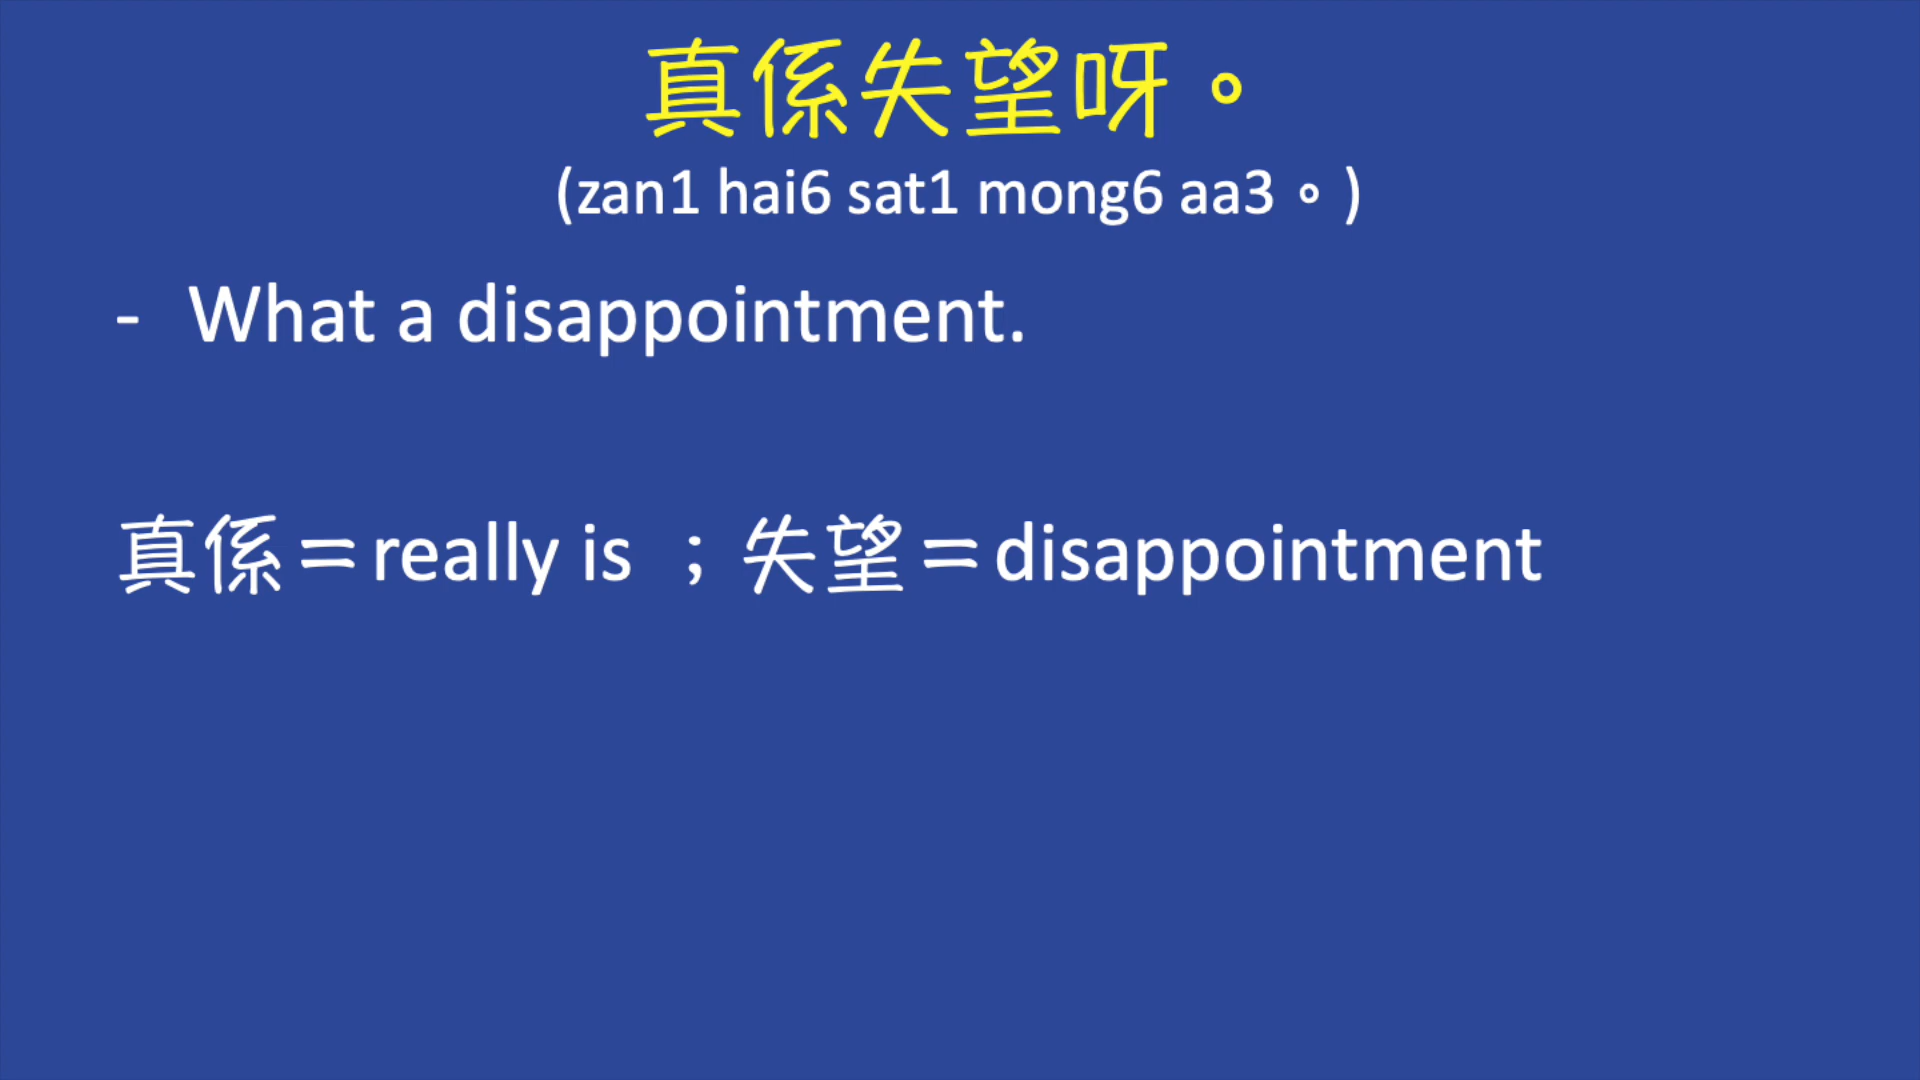 真係失望呀。
(zan1 hai6 sat1 mong6 aa3。)
- What a disappointment.
真係＝really is ；失望＝disappointment